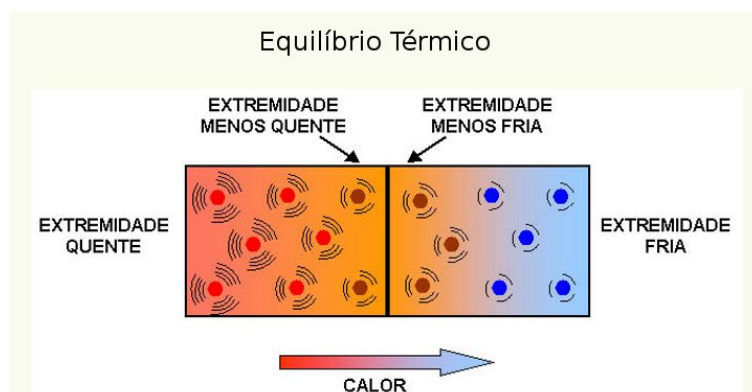 Equilíbrio Térmico
EXTREMIDADE
MENOS QUENTE
EXTREMIDADE
MENOS FRIA
EXTREMIDADE
QUENTE
EXTREMIDADE
FRIA
CALOR